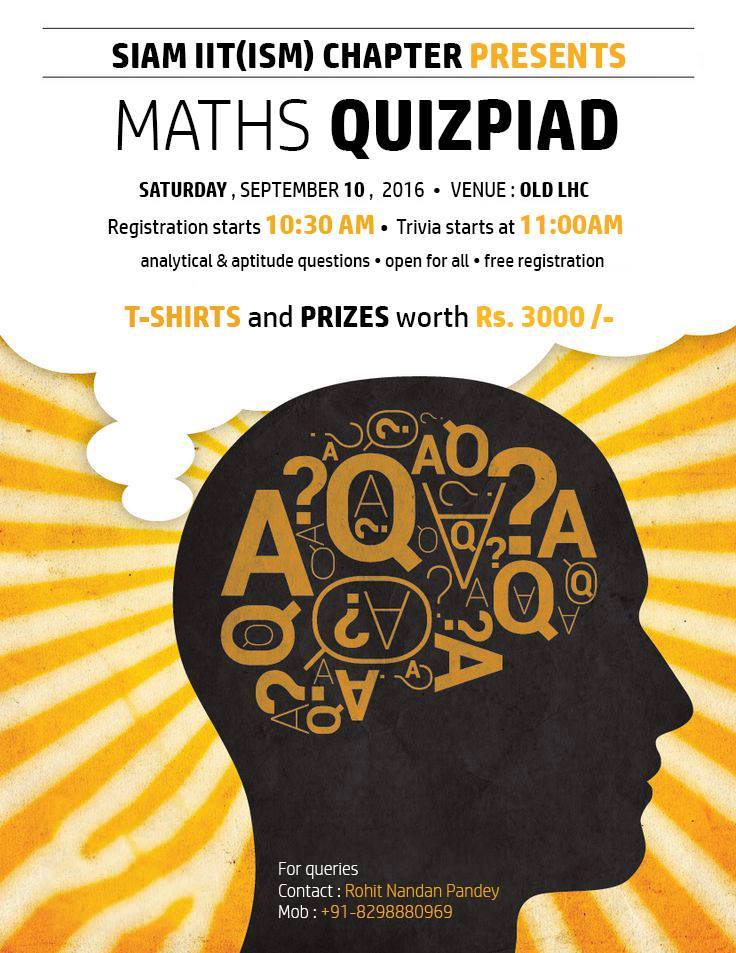 SIAM IIT(ISM) CHAPTER PRESENTS
MATHS QUIZPIAD
SATURDAY , SEPTEMBER 10 , 2016 • VENUE : OLD LHC
Registration starts 10:30 AM • Trivia starts at 11:00AM
analytical & aptitude questions • open for all • free registration
T-SHIRTS and PRIZES worth Rs. 3000 /-
For queries
Contact : Rohit Nandan Pandey
Mob : +91-8298880969